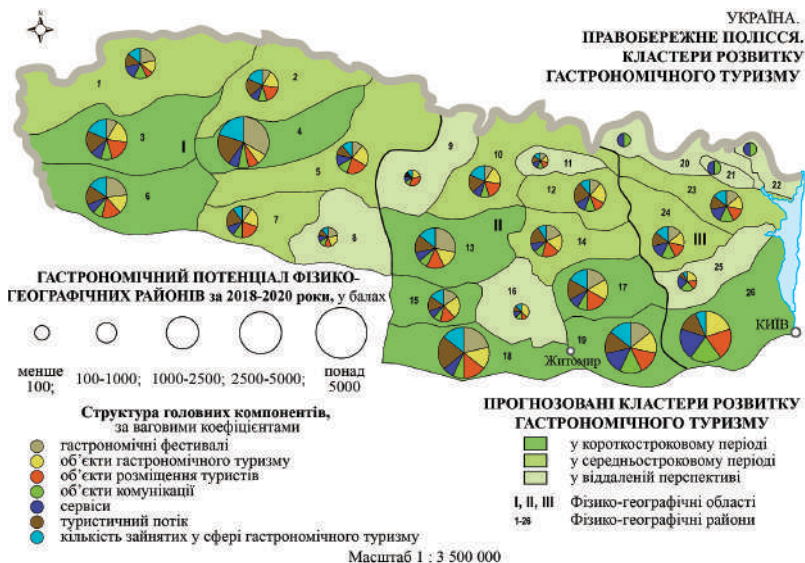 УКРАЇНА.
ПРАВОБЕРЕЖНЕ ПОЛІССЯ.
КЛАСТЕРИ РОЗВИТКУ
ГАСТРОНОМІЧНОГО ТУРИЗМУ
1
2
3
I
4
5
6
7
8
9
10
11
12
II
13
14
15
16
17
18
19
20
21
22
23
24
III
25
26
КИЇВ
Житомир
ГАСТРОНОМІЧНИЙ ПОТЕНЦІАЛ ФІЗИКО-
ГЕОГРАФІЧНИХ РАЙОНІВ за 2018-2020 роки, у балах
менше 100;
100-1000;
1000-2500;
2500-5000;
понад 5000
Структура головних компонентів,
за ваговими коефіцієнтами
гастрономічні фестивалі
об’єкти гастрономічного туризму
об’єкти розміщення туристів
об’єкти комунікації
сервіси
туристичний потік
кількість зайнятих у сфері гастрономічного туризму
ПРОГНОЗОВАНІ КЛАСТЕРИ РОЗВИТКУ
ГАСТРОНОМІЧНОГО ТУРИЗМУ
у короткостроковому періоді
у середньостроковому періоді
у віддаленій перспективі
I, II, III Фізико-географічні області
1-26 Фізико-географічні райони
Масштаб 1 : 3 500 000